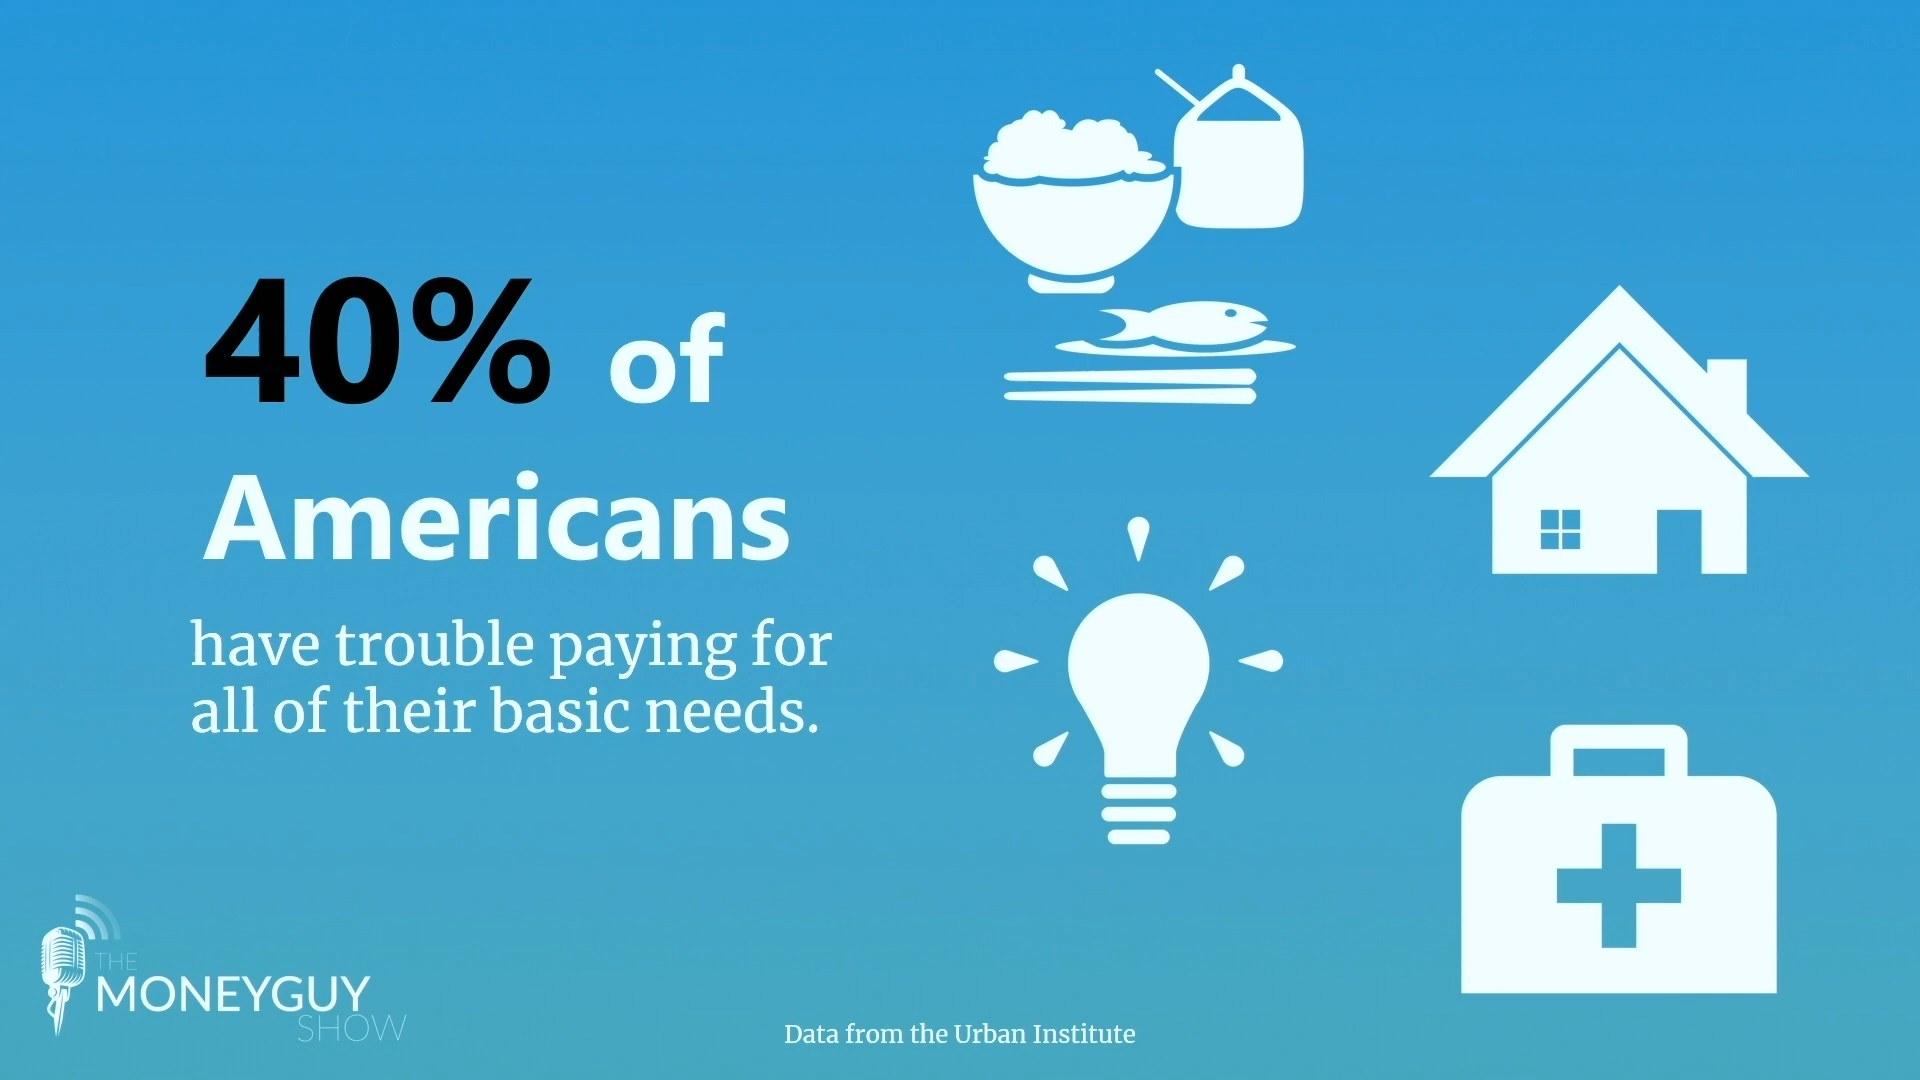 40% of
Americans
have trouble paying for
all of their basic needs.
THE
MONEYGUY
SHOW
Data from the Urban Institute